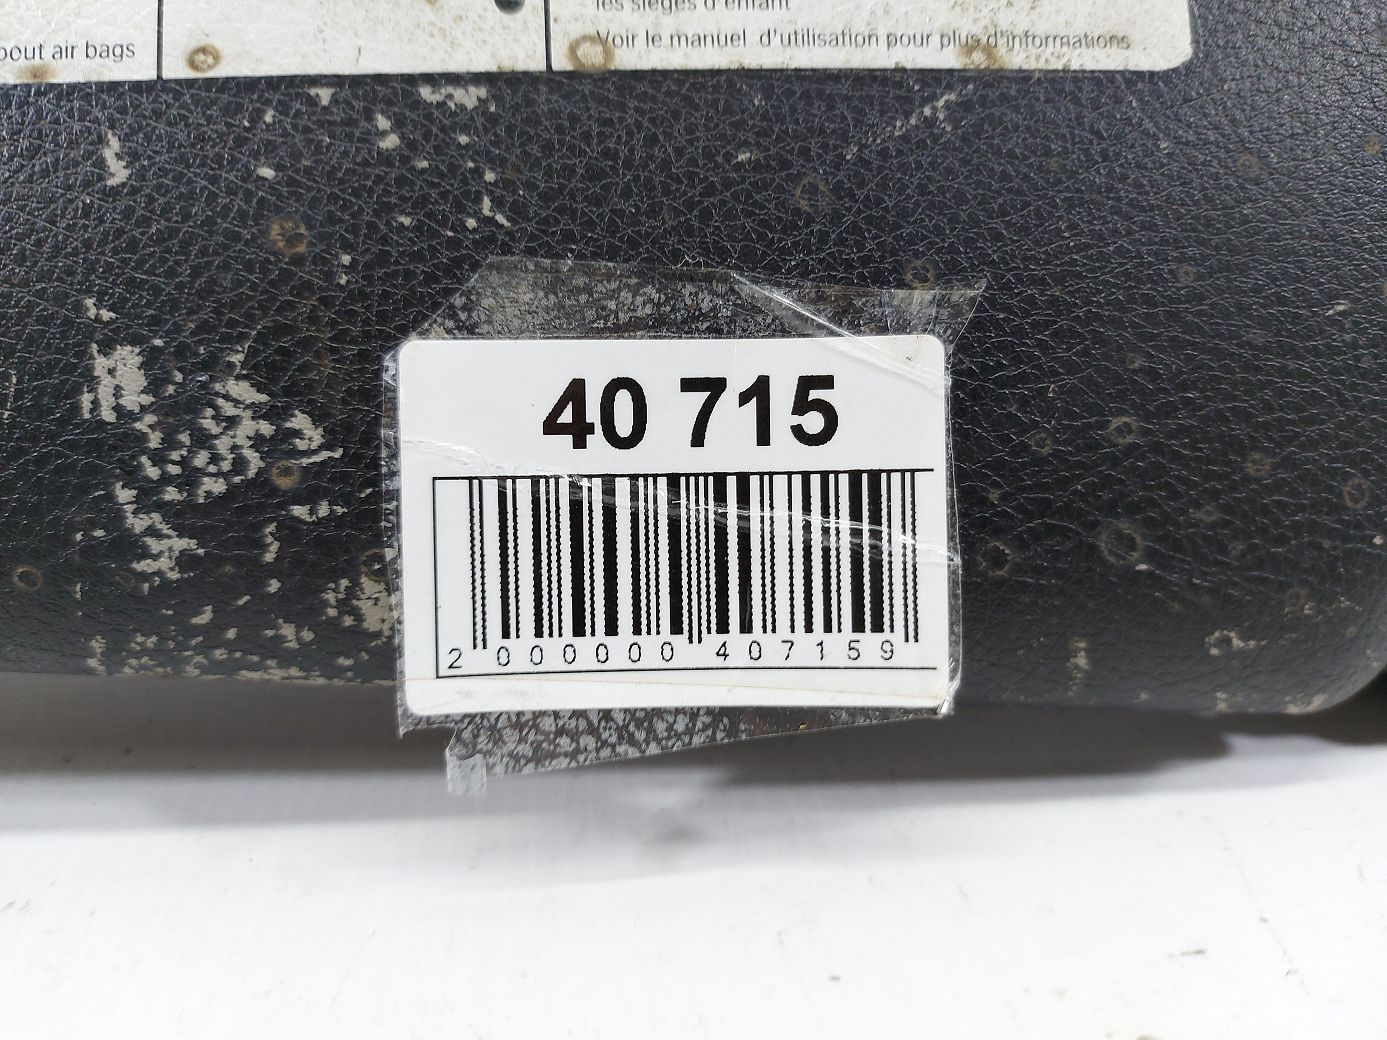 les sièges d'enfant
bout air bags
Voir le manuel d'utilisation pour plus d'informations
40 715
2 000000 407159